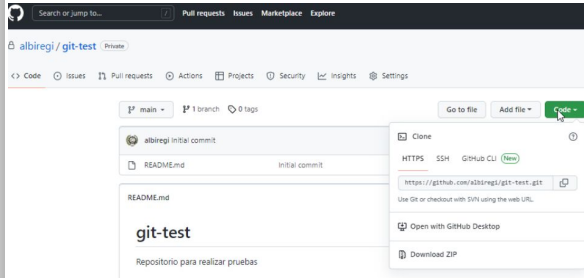 Search or jump to... / Pull requests Issues Marketplace Explore
albiregi / git-test Private
<> Code Issues Pull requests Actions Projects Security Insights Settings
main 1 branch 0 tags Go to file Add file Code
albiregi Initial commit
README.md Initial commit
README.md
git-test
Repositorio para realizar pruebas
Clone
HTTPS SSH GitHub CLI New
https://github.com/albiregi/git-test.git
Use Git or checkout with SVN using the web URL.
Open with GitHub Desktop
Download ZIP